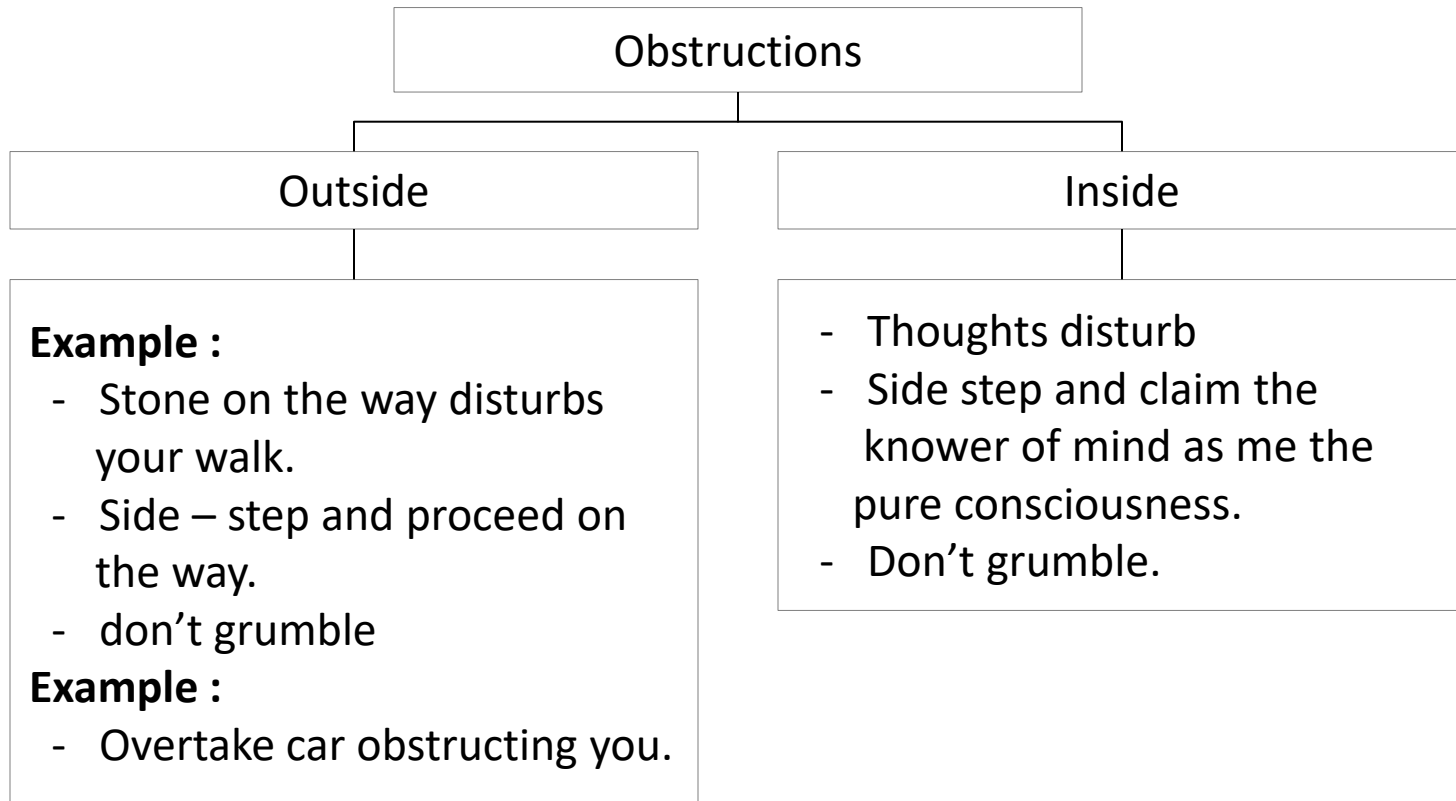 Obstructions
Outside
Example :
- Stone on the way disturbs
your walk.
- Side – step and proceed on
the way.
- don’t grumble
Example :
- Overtake car obstructing you.
Inside
- Thoughts disturb
- Side step and claim the
knower of mind as me the
pure consciousness.
- Don’t grumble.